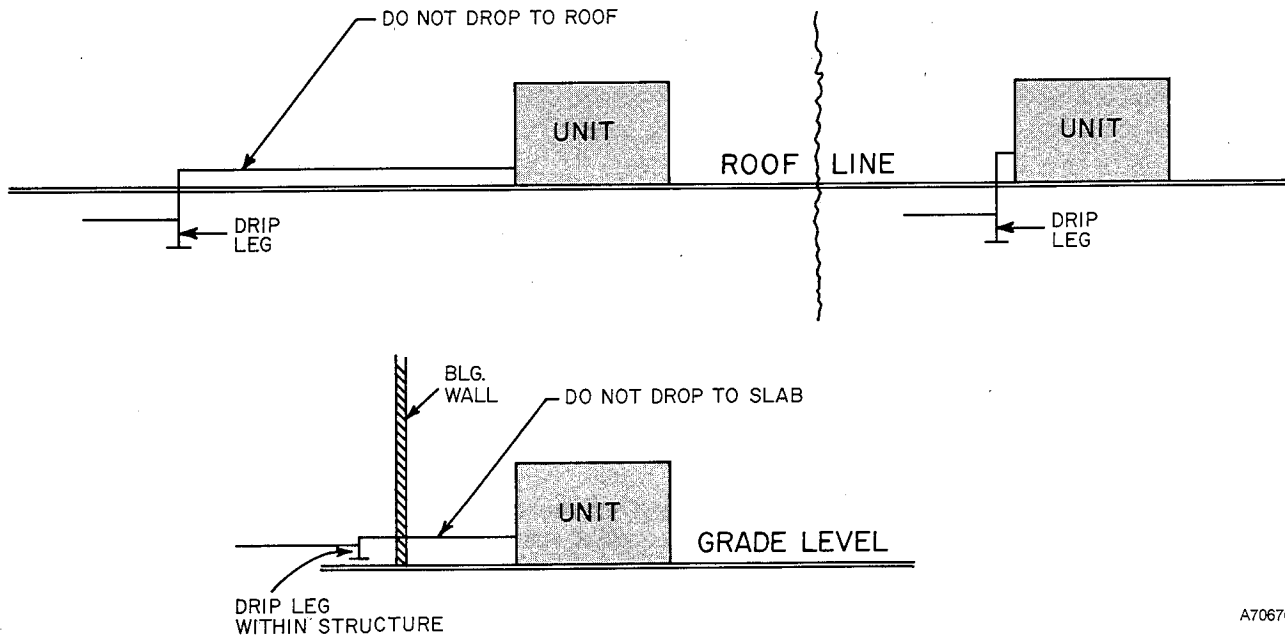 DO NOT DROP TO ROOF
UNIT
UNIT
ROOF LINE
DRIP
LEG
DRIP
LEG
BLG.
WALL
DO NOT DROP TO SLAB
UNIT
GRADE LEVEL
DRIP LEG
WITHIN STRUCTURE